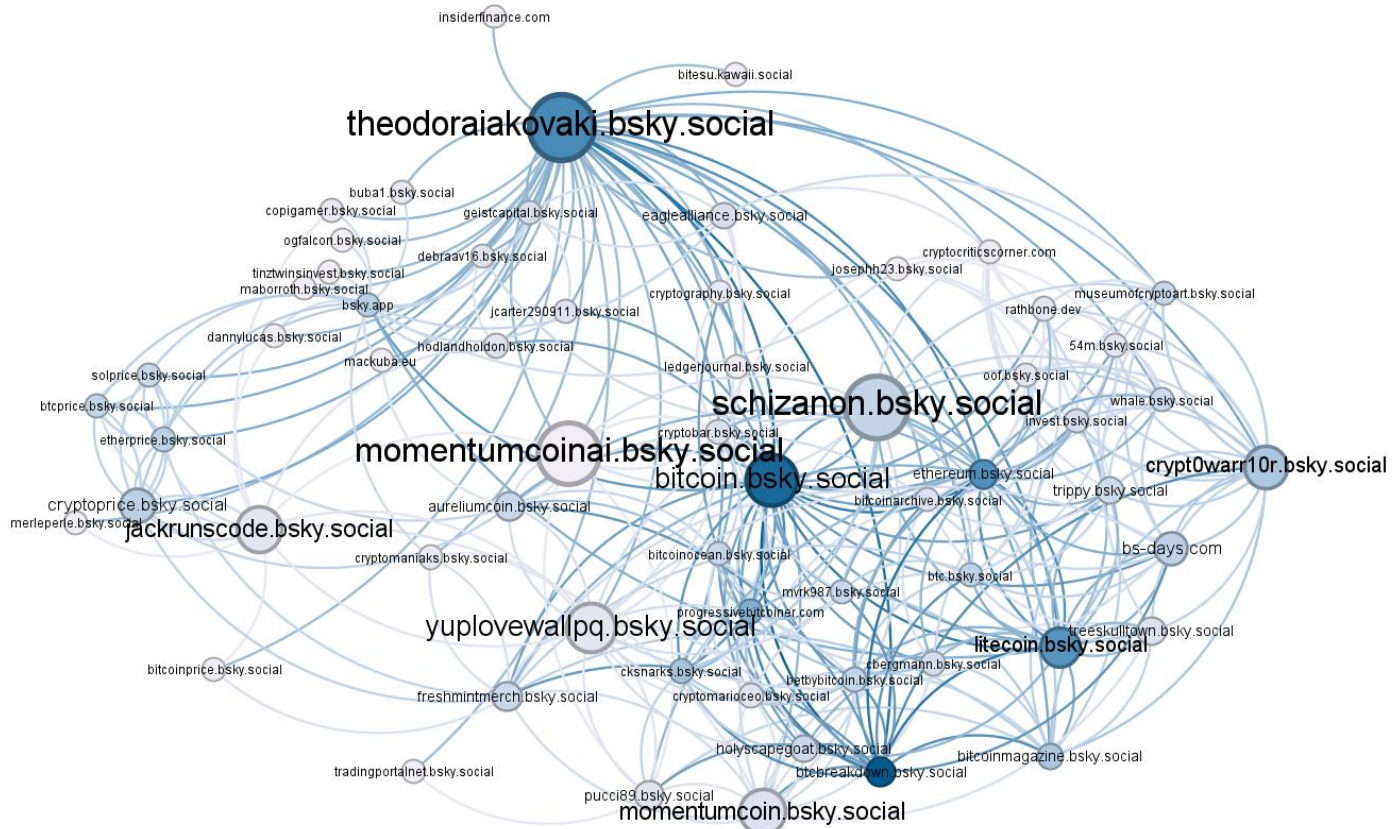 insiderfinance.com
bitesu.kawaii.social
theodoraiakovaki.bsky.social
buba1.bsky.social
copigamer.bsky.social
geistcapital.bsky.social
eaglealliance.bsky.social
ogfalcon.bsky.social
debraav16.bsky.social
cryptocriticscorner.com
josephh23.bsky.social
tinztwinsinvest.bsky.social
maborroth.bsky.social
bsky.app
cryptography.bsky.social
museumofcryptoart.bsky.social
jcarter290911.bsky.social
rathbone.dev
dannylucas.bsky.social
hodlandholdon.bsky.social
54m.bsky.social
mackuba.eu
ledgerjournal.bsky.social
solprice.bsky.social
oof.bsky.social
btcprice.bsky.social
schizanon.bsky.social
whale.bsky.social
invest.bsky.social
etherprice.bsky.social
cryptobar.bsky.social
momentumcoinai.bsky.social
crypt0warr10r.bsky.social
bitcoin.bsky.social
ethereum.bsky.social
trippy.bsky.social
bitcoinarchive.bsky.social
cryptoprice.bsky.social
aureliumcoin.bsky.social
merleperle.bsky.social
jackrunscode.bsky.social
bs-days.com
bitcoinocean.bsky.social
cryptomaniaks.bsky.social
btc.bsky.social
mvrk987.bsky.social
progressivebitcoiner.com
yuplovewallpq.bsky.social
treeskulltown.bsky.social
litecoin.bsky.social
cbergmann.bsky.social
bitcoinprice.bsky.social
cksnarks.bsky.social
betbybitcoin.bsky.social
freshmintmerch.bsky.social
cryptomarioceo.bsky.social
holyscapegoat.bsky.social
bitcoinmagazine.bsky.social
tradingportalnet.bsky.social
btcbreakdown.bsky.social
pucci89.bsky.social
momentumcoin.bsky.social